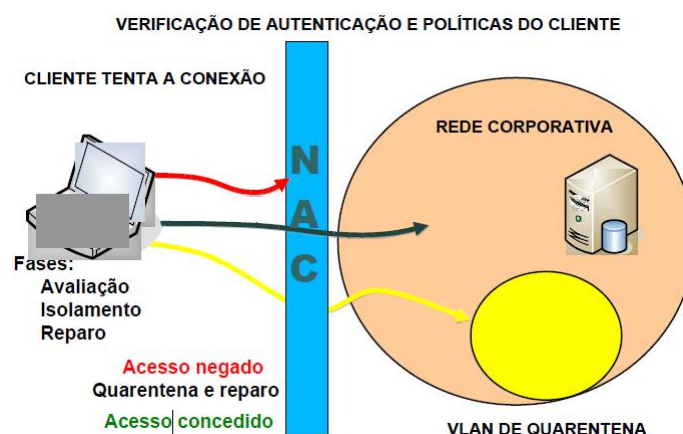 VERIFICAÇÃO DE AUTENTICAÇÃO E POLÍTICAS DO CLIENTE
CLIENTE TENTA A CONEXÃO
REDE CORPORATIVA
N
A
C
Fases:
Avaliação
Isolamento
Reparo
Acesso negado
Quarentena e reparo
Acesso concedido
VLAN DE QUARENTENA